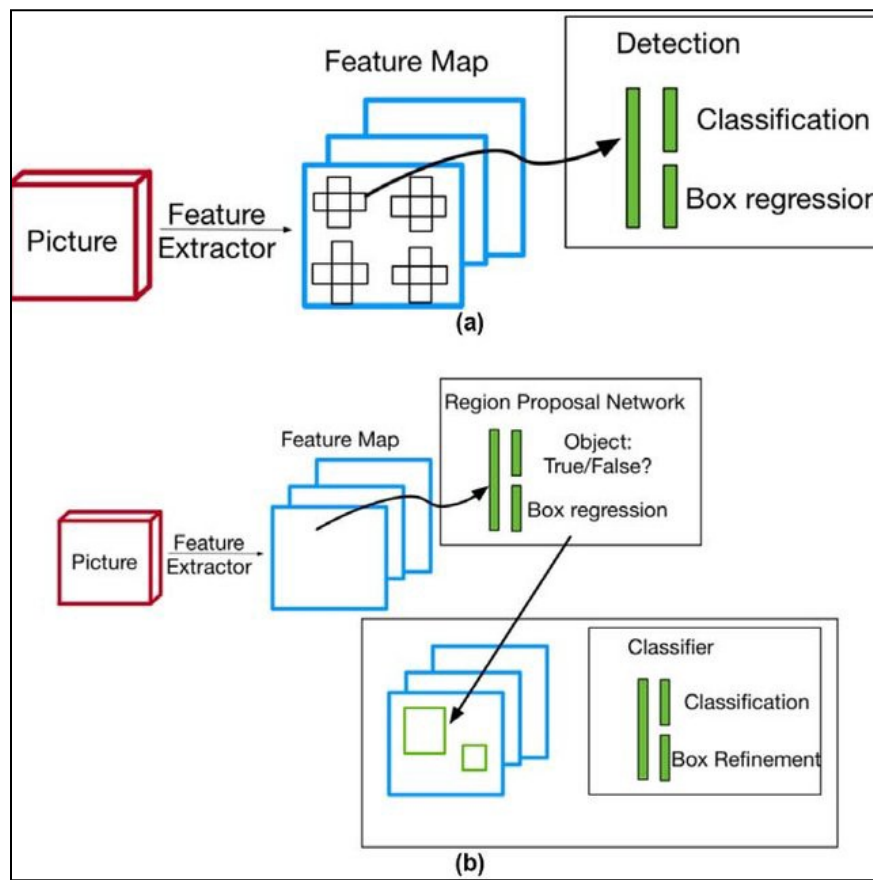 Feature Map
Detection
Classification
Box regression
Picture
Feature
Extractor
(a)
Region Proposal Network
Object:
True/False?
Box regression
Feature Map
Picture
Feature
Extractor
Classifier
Classification
Box Refinement
(b)